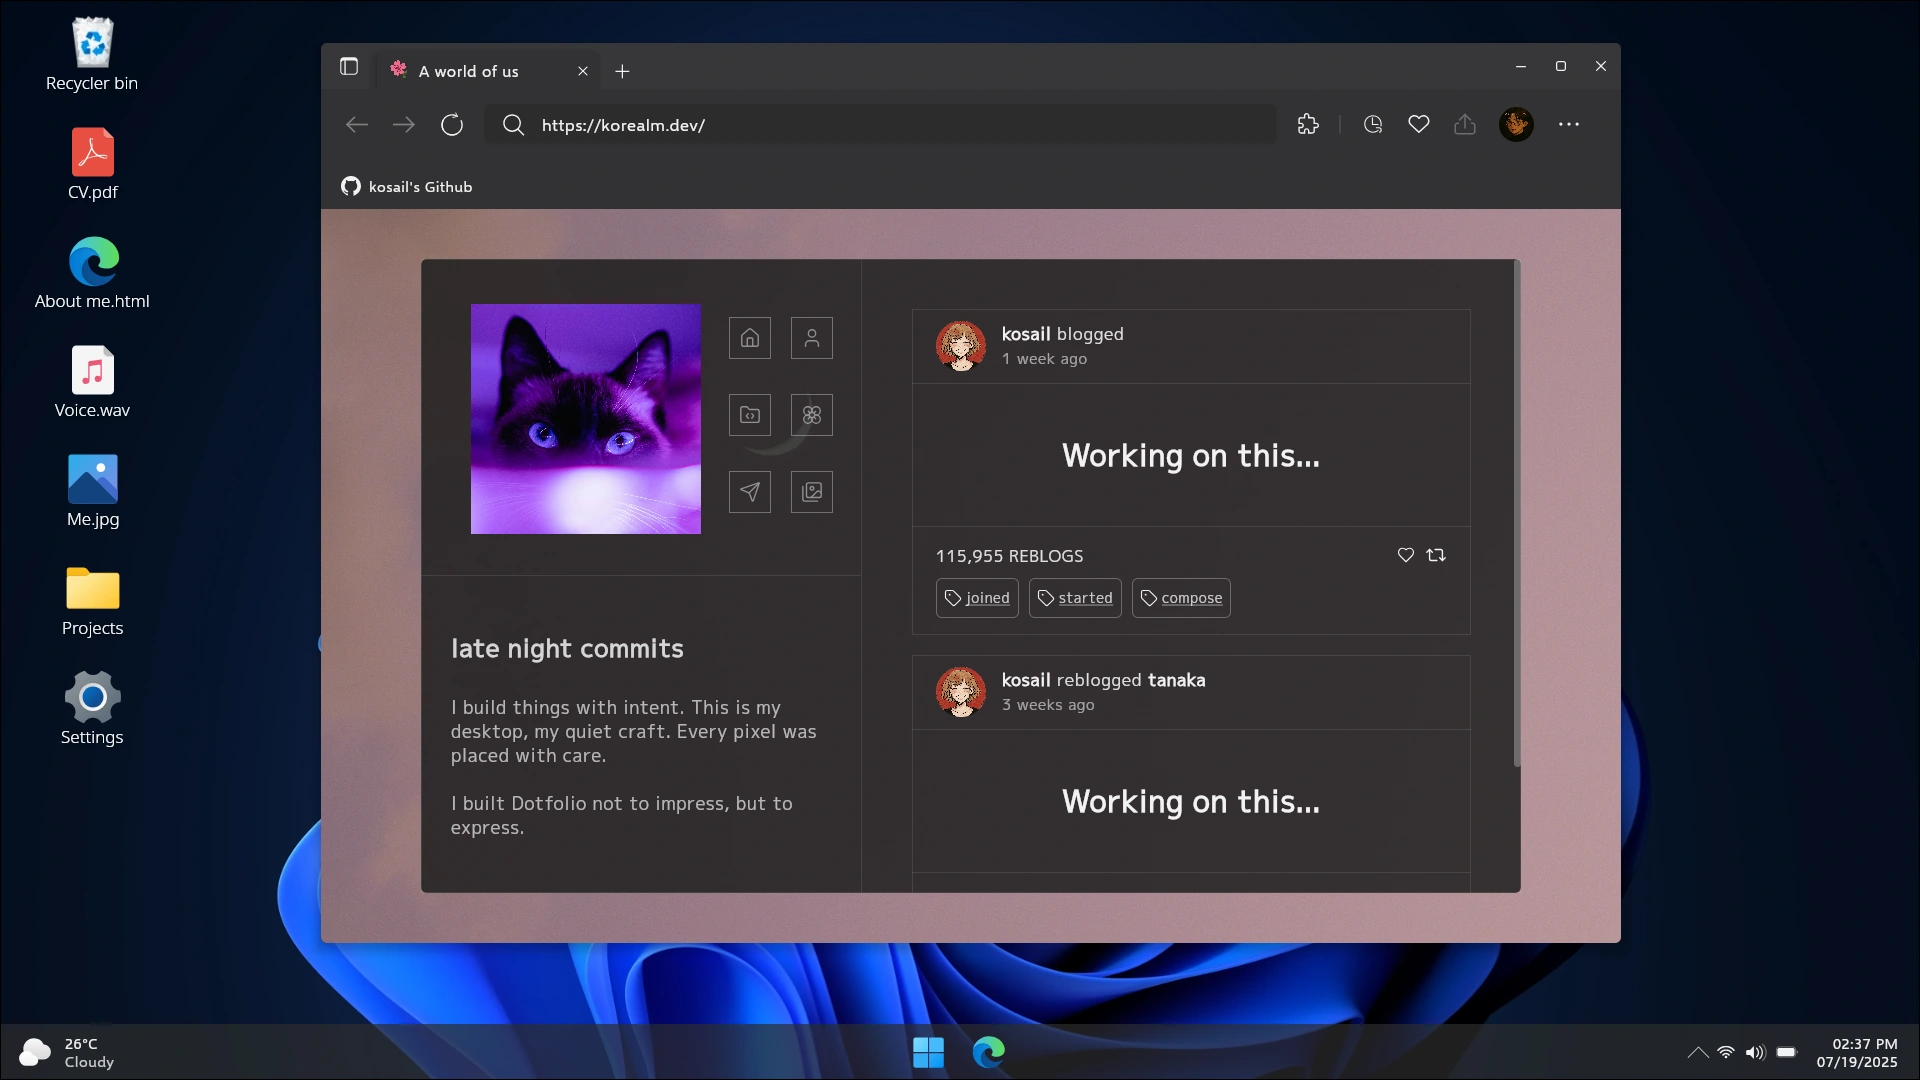 Recycler bin
CV.pdf
About me.html
Voice.wav
Me.jpg
Projects
Settings
A world of us
https://korealm.dev/
kosail's Github
late night commits
I build things with intent. This is my
desktop, my quiet craft. Every pixel was
placed with care.
I built Dotfolio not to impress, but to
express.
kosail blogged
1 week ago
Working on this...
115,955 REBLOGS
joined
started
compose
kosail reblogged tanaka
3 weeks ago
Working on this...
26°C
Cloudy
02:37 PM
07/19/2025